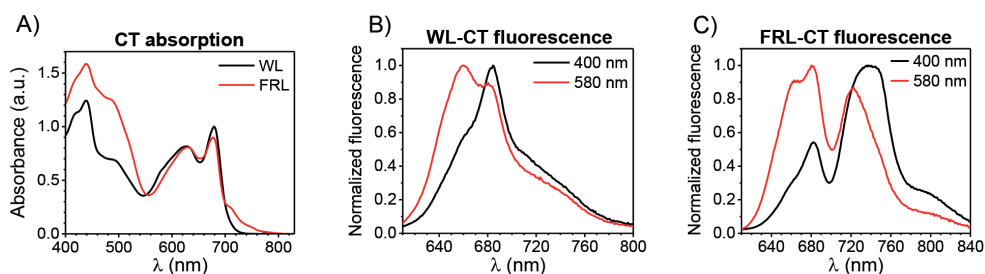 A)
CT absorption
WL
FRL
Absorbance (a.u.)
1.5
1.0
0.5
0.0
400 500 600 700 800
λ (nm)
B)
WL-CT fluorescence
400 nm
580 nm
Normalized fluorescence
1.0
0.8
0.6
0.4
0.2
0.0
640 680 720 760 800
λ (nm)
C)
FRL-CT fluorescence
400 nm
580 nm
Normalized fluorescence
1.0
0.8
0.6
0.4
0.2
0.0
640 680 720 760 800 840
λ (nm)